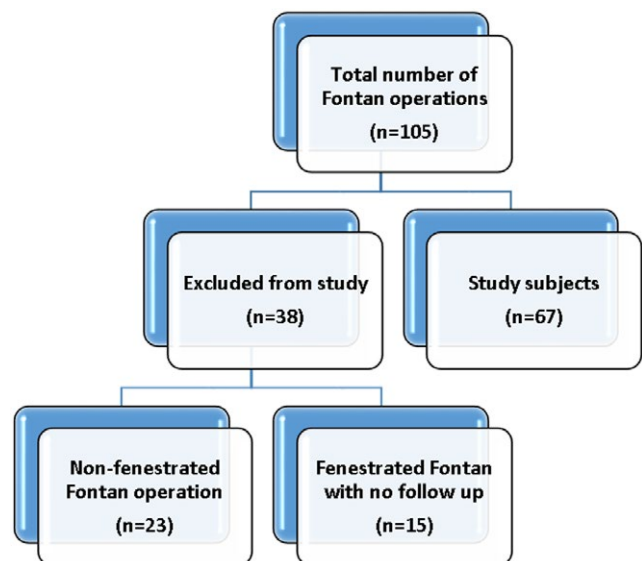 Total number of
Fontan operations
(n=105)
Excluded from study
(n=38)
Study subjects
(n=67)
Non-fenestrated
Fontan operation
(n=23)
Fenestrated Fontan
with no follow up
(n=15)